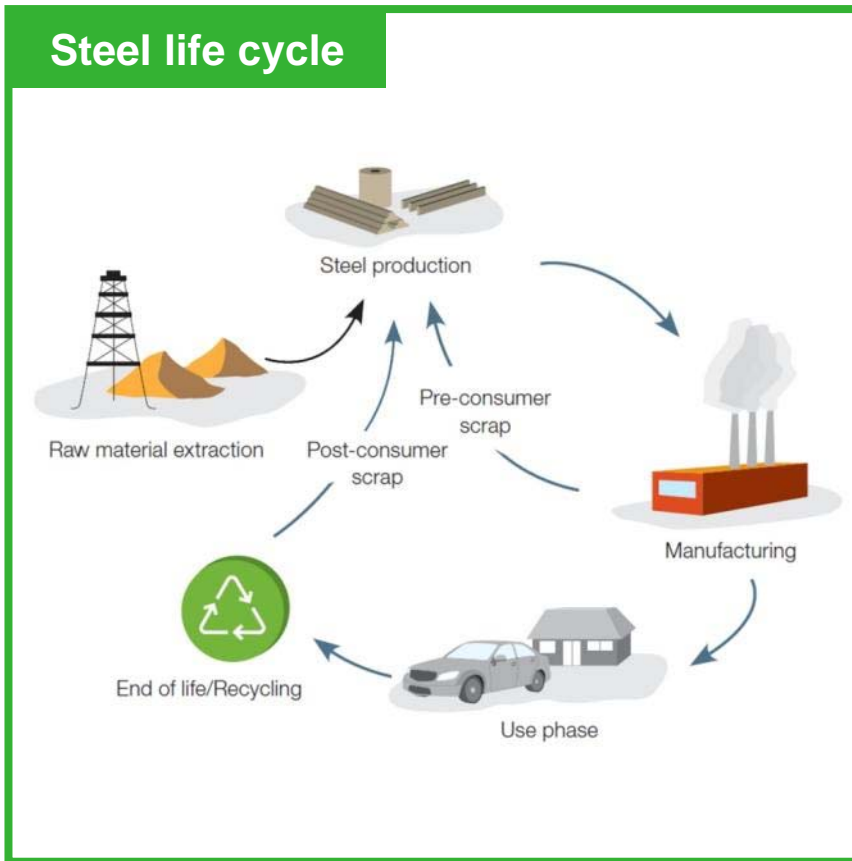 Steel life cycle
Steel production
Raw material extraction
Pre-consumer
scrap
Post-consumer
scrap
Manufacturing
End of life/Recycling
Use phase